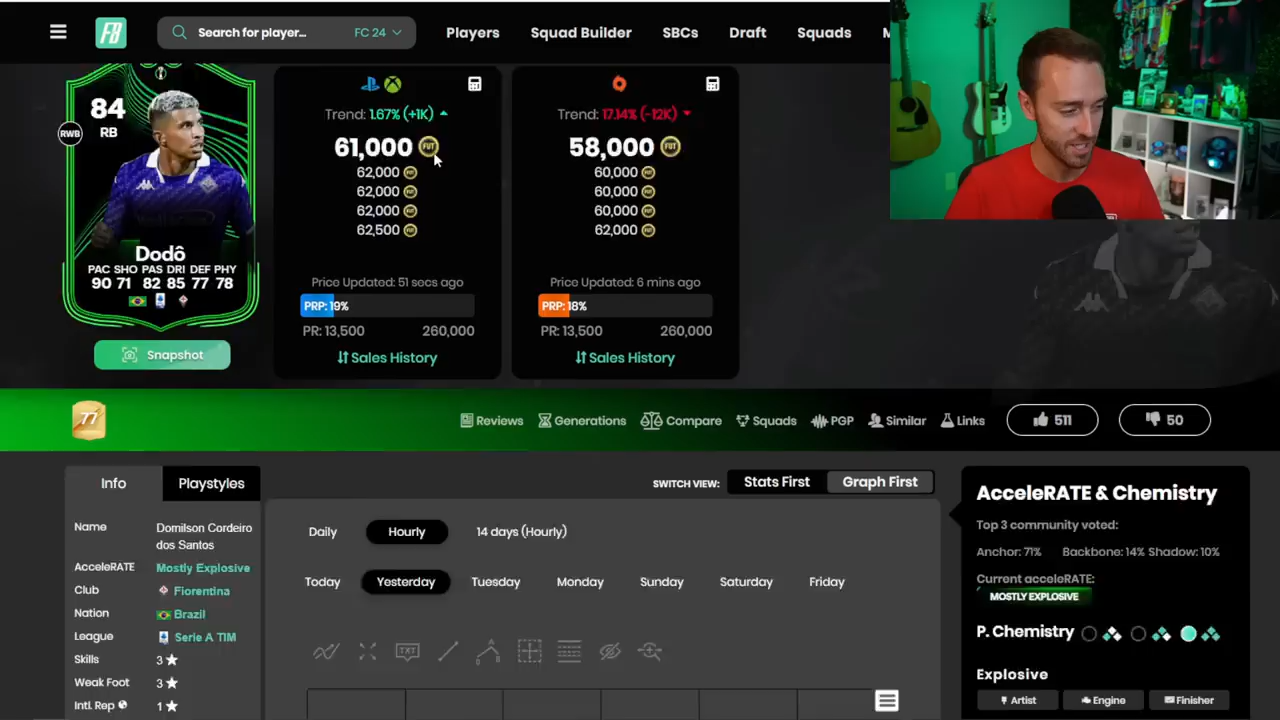 FB
Search for player...
FC 24
Players
Squad Builder
SBCs
Draft
Squads
M
84
RB
RWB
Dodô
PAC SHO PAS DRI DEF PHY
90 71 82 85 77 78
Snapshot
Trend: 1.67% (+1K)
61,000
FUT
62,000
62,000
62,000
62,500
Price Updated: 51 secs ago
PRP: 19%
PR: 13,500
260,000
Sales History
Trend: 17.14% (-12K)
58,000
FUT
60,000
60,000
60,000
62,000
Price Updated: 6 mins ago
PRP: 18%
PR: 13,500
260,000
Sales History
77
Reviews
Generations
Compare
Squads
PGP
Similar
Links
511
50
Info
Playstyles
Name
Domilson Cordeiro
dos Santos
AcceleRATE
Mostly Explosive
Club
Fiorentina
Nation
Brazil
League
Serie A TIM
Skills
3
Weak Foot
3
Intl. Rep
1
SWITCH VIEW:
Stats First
Graph First
Daily
Hourly
14 days (Hourly)
Today
Yesterday
Tuesday
Monday
Sunday
Saturday
Friday
TXT
AcceleRATE & Chemistry
Top 3 community voted:
Anchor: 71%
Backbone: 14%
Shadow: 10%
Current acceleRATE:
MOSTLY EXPLOSIVE
P. Chemistry
Explosive
Artist
Engine
Finisher